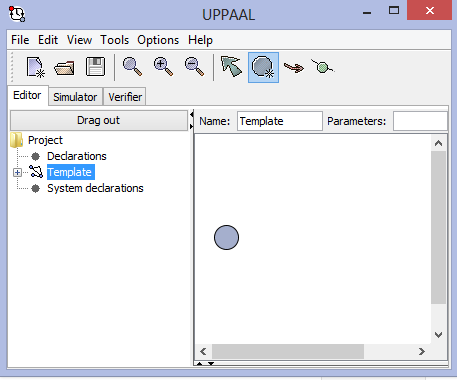 UPPAAL
File Edit View Tools Options Help
Editor Simulator Verifier
Drag out
Name: Template Parameters:
Project
Declarations
Template
System declarations